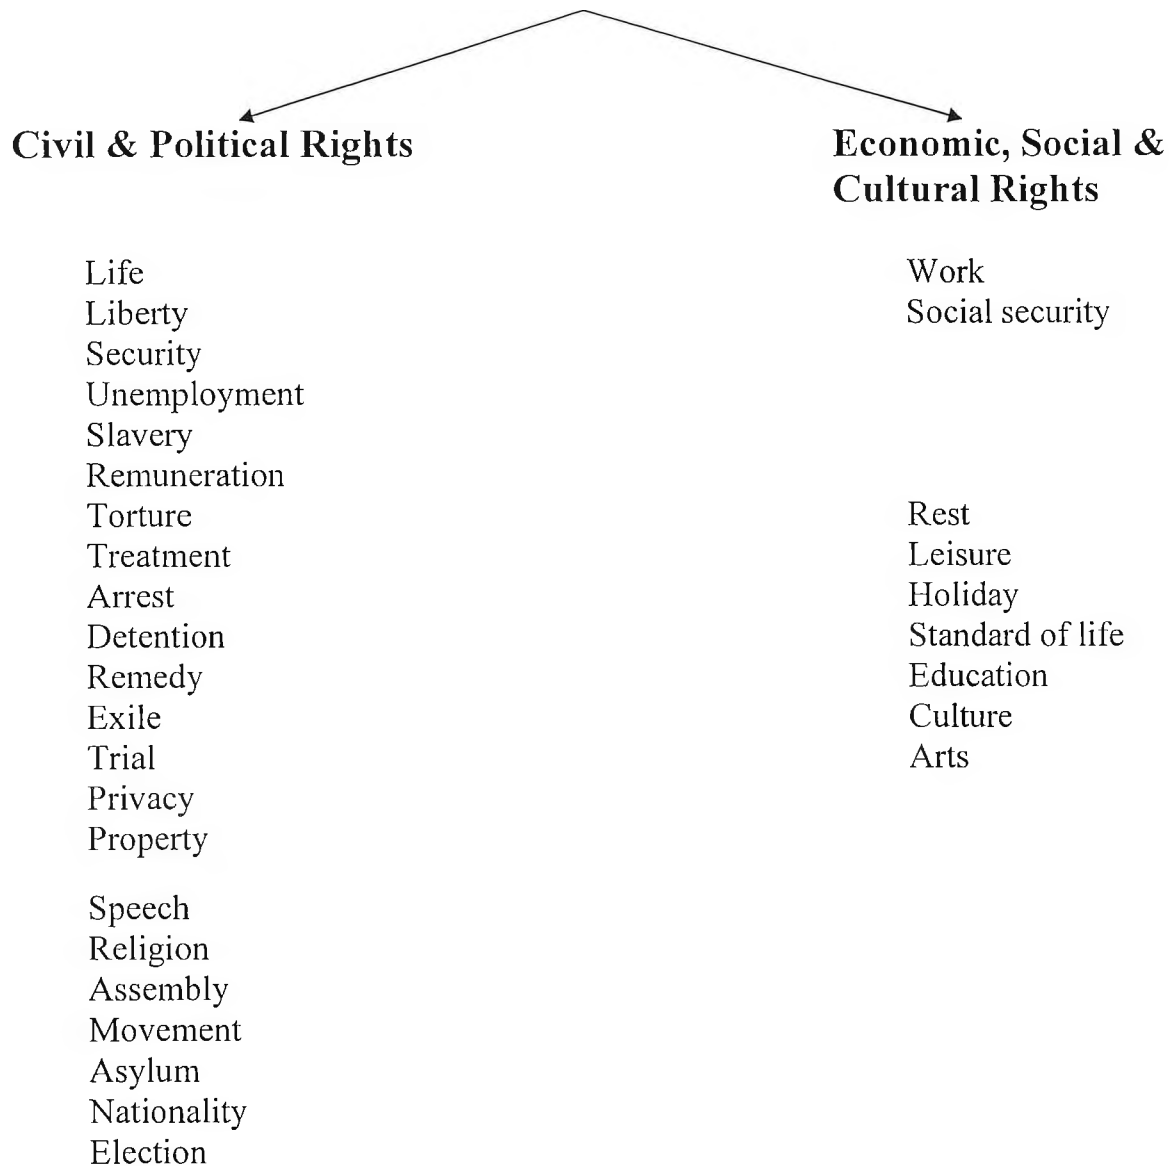 Civil & Political Rights
Life
Liberty
Security
Unemployment
Slavery
Remuneration
Torture
Treatment
Arrest
Detention
Remedy
Exile
Trial
Privacy
Property
Speech
Religion
Assembly
Movement
Asylum
Nationality
Election
Economic, Social &
Cultural Rights
Work
Social security
Rest
Leisure
Holiday
Standard of life
Education
Culture
Arts